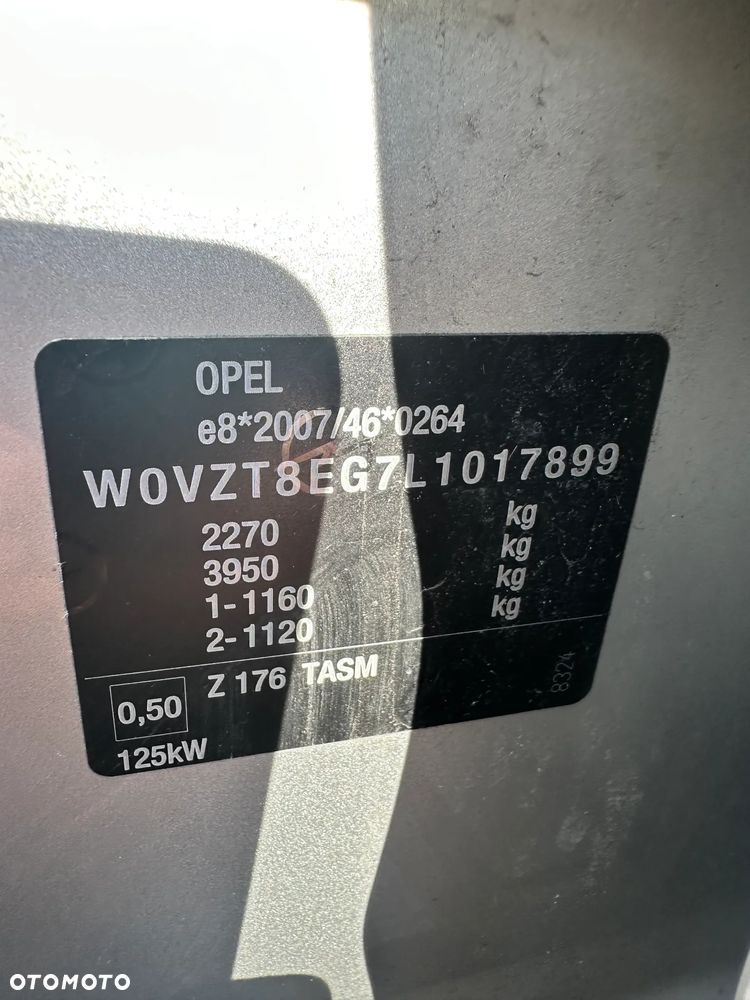 OPEL
e8*2007/46*0264
W0VZT8EG7L1017899
2270 kg
3950 kg
1-1160 kg
2-1120 kg
Z 176 TASM
0,50
125kW
8324
OTOMOTO